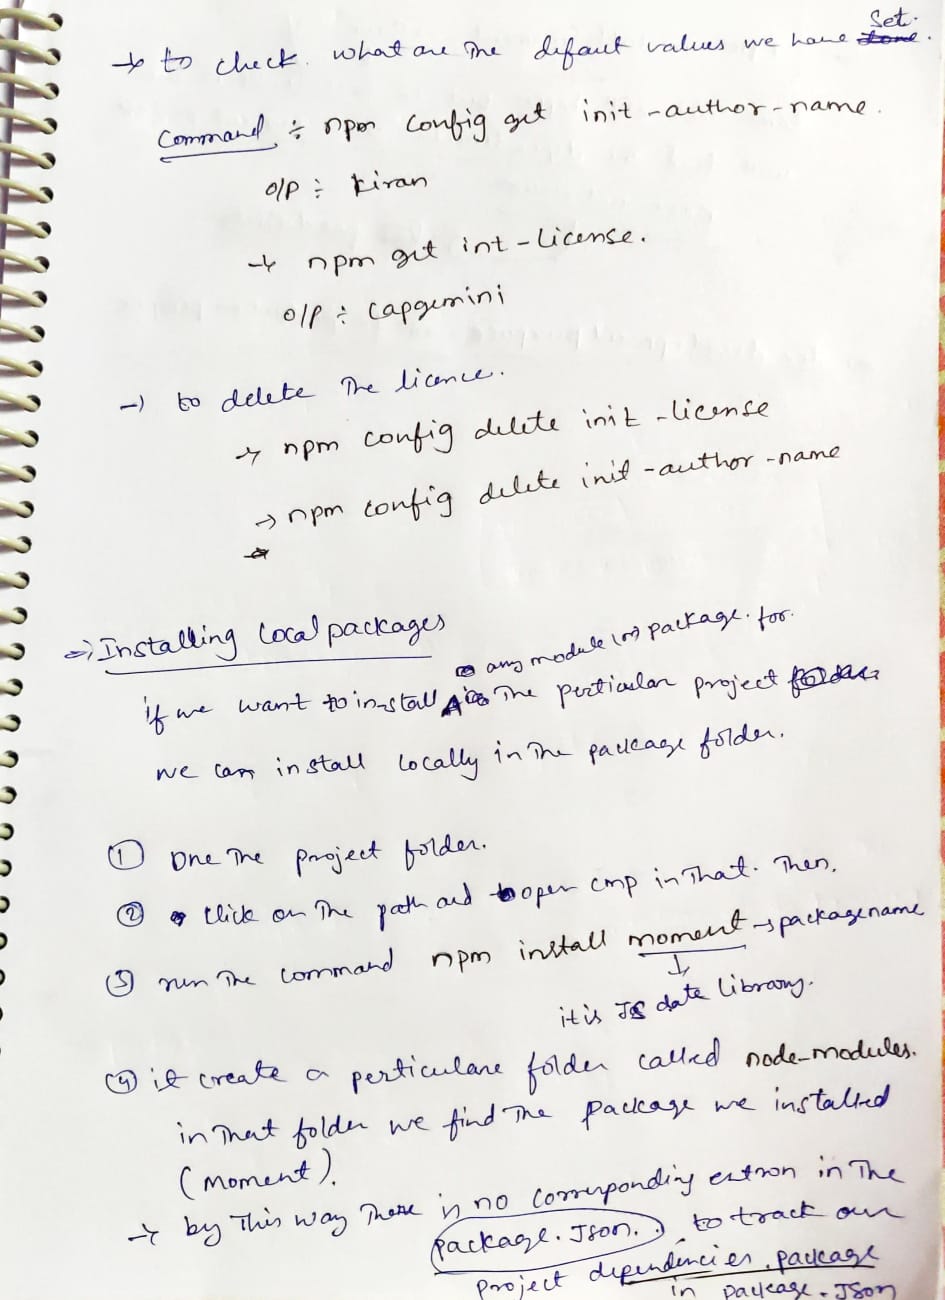 → to check what are The defaut values we have Set.
Command ÷ npm config get init-author-name.
o/p ÷ kiran
→ npm get int-License.
o/p ÷ capgemini
→ to delete The licence.
→ npm config delete init-license
→ npm config delete init-author-name
⇒ Installing Local packages
any module (or) package. for.
if we want to in-stall The perticular project
we can install locally in The package folder.
① One The project folder.
② Click on The path and open cmp in That. Then,
③ run The command npm install moment → packagename
it is JS date library.
④ it create a perticulare folder called node-modules.
in That folder we find The package we installed
(moment).
→ by This way There is no corresponding entron in The
package.Json. to track our
project dependencies. package
in package.JSon